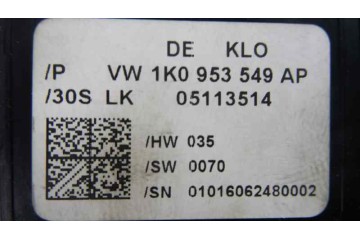 DE KLO
/P VW 1K0 953 549 AP
/30S LK 05113514
/HW 035
/SW 0070
/SN 01016062480002